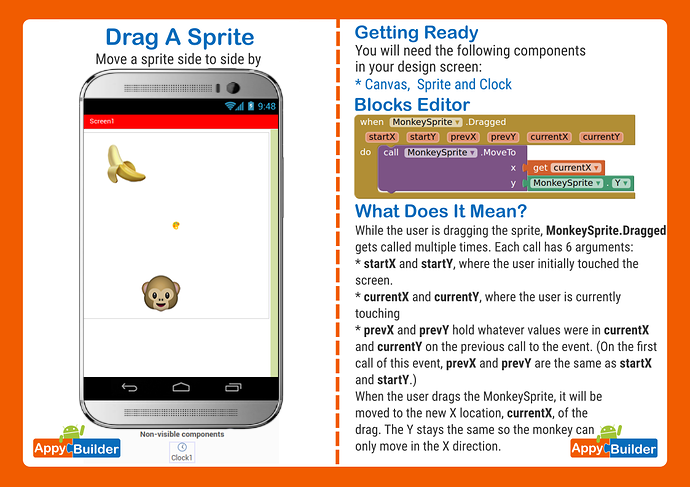 Drag A Sprite
Move a sprite side to side by
9:48
Screen1
Non-visible components
Clock1
Appy Builder
Getting Ready
You will need the following components
in your design screen:
* Canvas, Sprite and Clock
Blocks Editor
when MonkeySprite .Dragged
startX startY prevX prevY currentX currentY
do call MonkeySprite .MoveTo
x get currentX
y MonkeySprite . Y
What Does It Mean?
While the user is dragging the sprite, MonkeySprite.Dragged
gets called multiple times. Each call has 6 arguments:
* startX and startY, where the user initially touched the
screen.
* currentX and currentY, where the user is currently
touching
* prevX and prevY hold whatever values were in currentX
and currentY on the previous call to the event. (On the first
call of this event, prevX and prevY are the same as startX
and startY.)
When the user drags the MonkeySprite, it will be
moved to the new X location, currentX, of the
drag. The Y stays the same so the monkey can
only move in the X direction.
Appy Builder